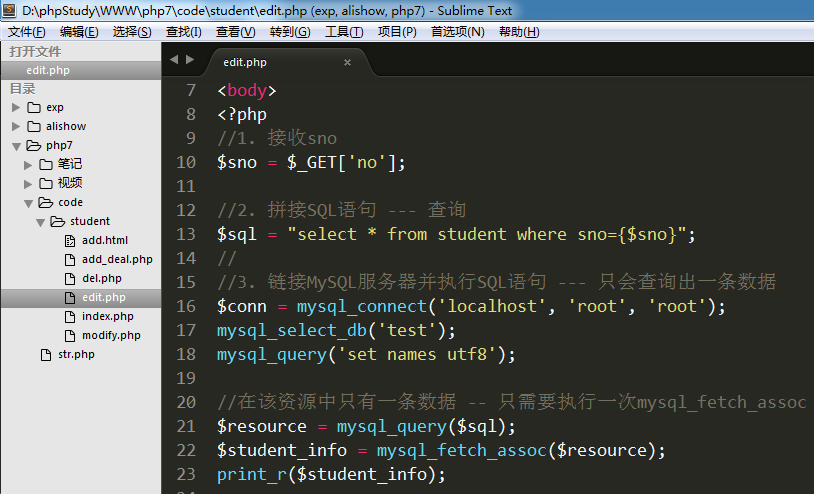 D:\phpStudy\WWW\php7\code\student\edit.php (exp, alishow, php7) - Sublime Text
文件(F) 编辑(E) 选择(S) 查找(I) 查看(V) 转到(G) 工具(T) 项目(P) 首选项(N) 帮助(H)
打开文件
edit.php
目录
exp
alishow
php7
笔记
视频
code
student
add.html
add_deal.php
del.php
edit.php
index.php
modify.php
str.php
edit.php ×
7 <body>
8 <?php
9 //1. 接收sno
10 $sno = $_GET['no'];
11
12 //2. 拼接SQL语句 --- 查询
13 $sql = "select * from student where sno={$sno}";
14 //
15 //3. 链接MySQL服务器并执行SQL语句 --- 只会查询出一条数据
16 $conn = mysql_connect('localhost', 'root', 'root');
17 mysql_select_db('test');
18 mysql_query('set names utf8');
19
20 //在该资源中只有一条数据 -- 只需要执行一次mysql_fetch_assoc
21 $resource = mysql_query($sql);
22 $student_info = mysql_fetch_assoc($resource);
23 print_r($student_info);